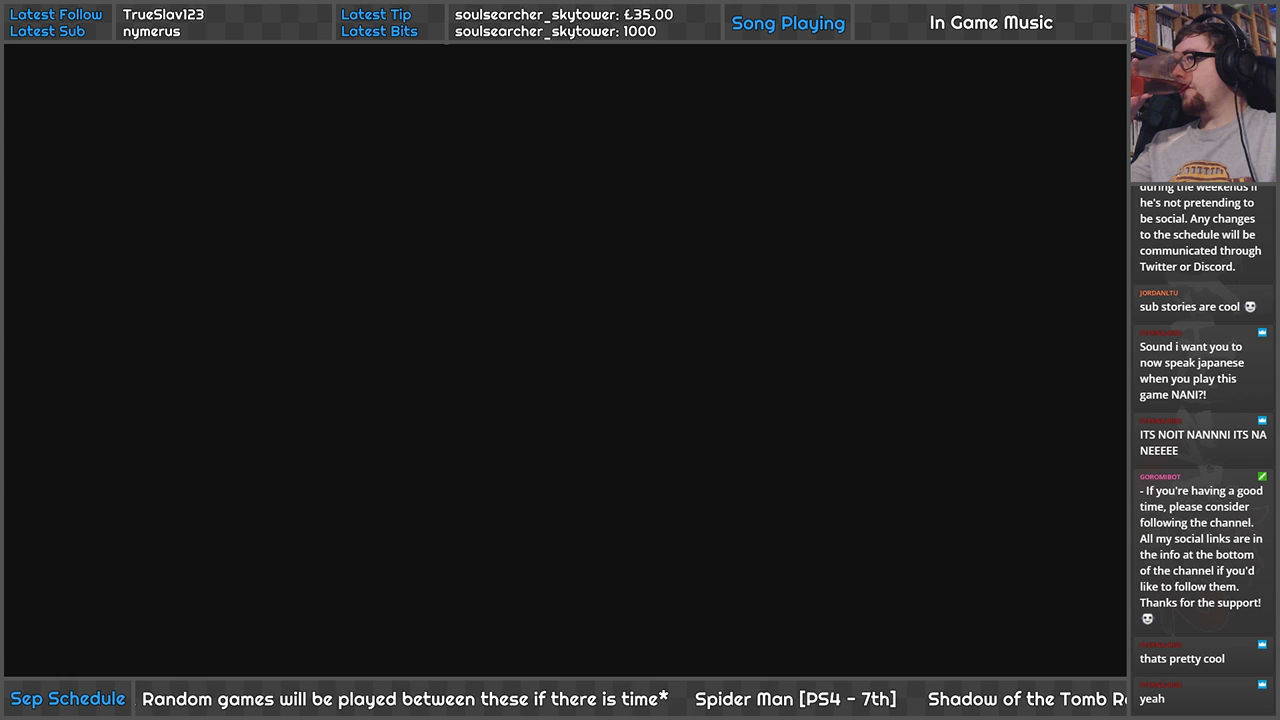 Latest Follow
Latest Sub
TrueSlav123
nymerus
Latest Tip
Latest Bits
soulsearcher_skytower: £35.00
soulsearcher_skytower: 1000
Song Playing
In Game Music
during the weekends if
he's not pretending to
be social. Any changes
to the schedule will be
communicated through
Twitter or Discord.
JORDANLTU
sub stories are cool
Sound i want you to
now speak japanese
when you play this
game NANI?!
ITS NOIT NANNNI ITS NA
NEEEEE
GOROMIBOT
- If you're having a good
time, please consider
following the channel.
All my social links are in
the info at the bottom
of the channel if you'd
like to follow them.
Thanks for the support!
thats pretty cool
yeah
Sep Schedule
Random games will be played between these if there is time* Spider Man [PS4 - 7th] Shadow of the Tomb